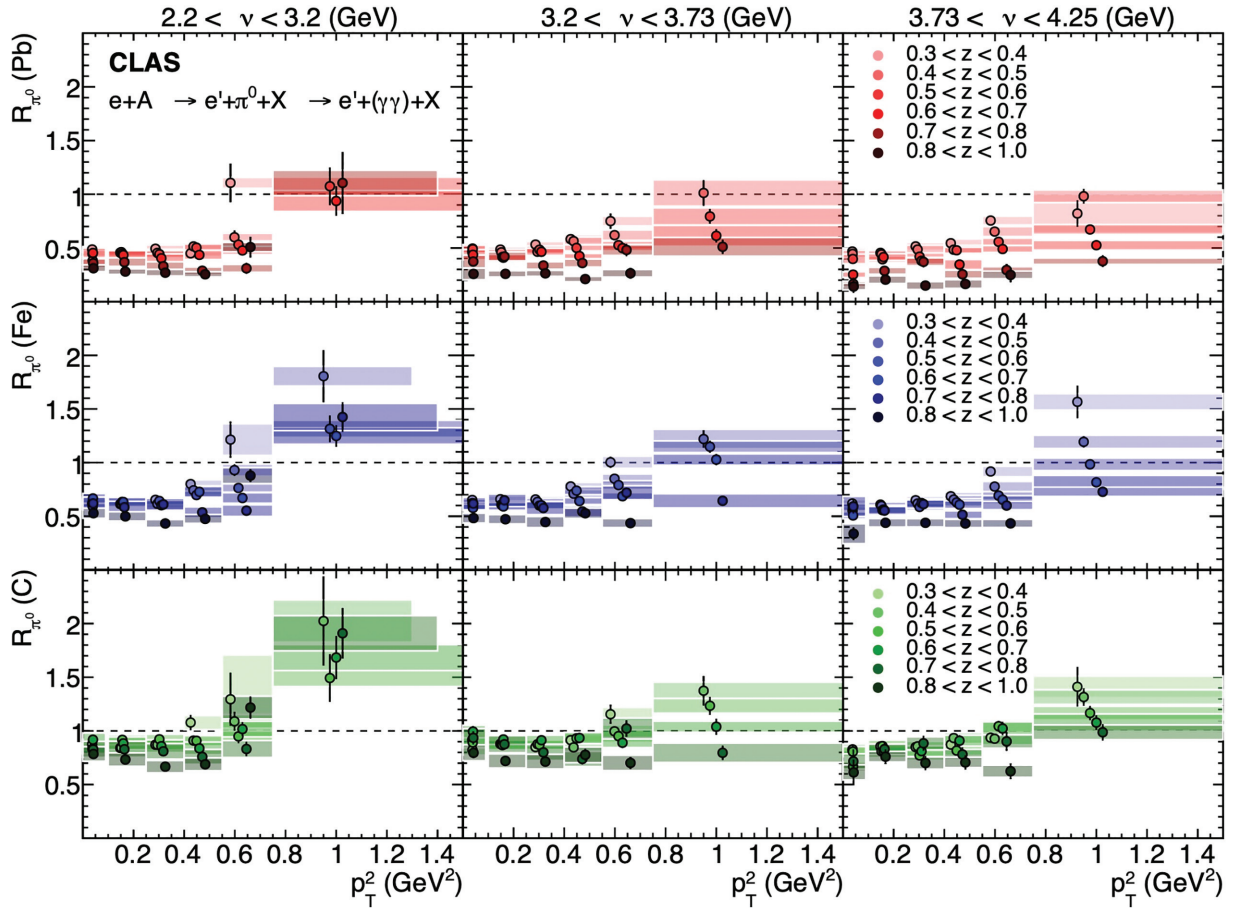 2.2 < ν < 3.2 (GeV)
3.2 < ν < 3.73 (GeV)
3.73 < ν < 4.25 (GeV)
R_π⁰ (Pb)
2
1.5
1
0.5
CLAS
e+A → e'+π⁰+X → e'+(γγ)+X
0.3 < z < 0.4
0.4 < z < 0.5
0.5 < z < 0.6
0.6 < z < 0.7
0.7 < z < 0.8
0.8 < z < 1.0
R_π⁰ (Fe)
2
1.5
1
0.5
0.3 < z < 0.4
0.4 < z < 0.5
0.5 < z < 0.6
0.6 < z < 0.7
0.7 < z < 0.8
0.8 < z < 1.0
R_π⁰ (C)
2
1.5
1
0.5
0.3 < z < 0.4
0.4 < z < 0.5
0.5 < z < 0.6
0.6 < z < 0.7
0.7 < z < 0.8
0.8 < z < 1.0
0.2 0.4 0.6 0.8 1 1.2 1.4
0.2 0.4 0.6 0.8 1 1.2 1.4
0.2 0.4 0.6 0.8 1 1.2 1.4
p_T² (GeV²)
p_T² (GeV²)
p_T² (GeV²)